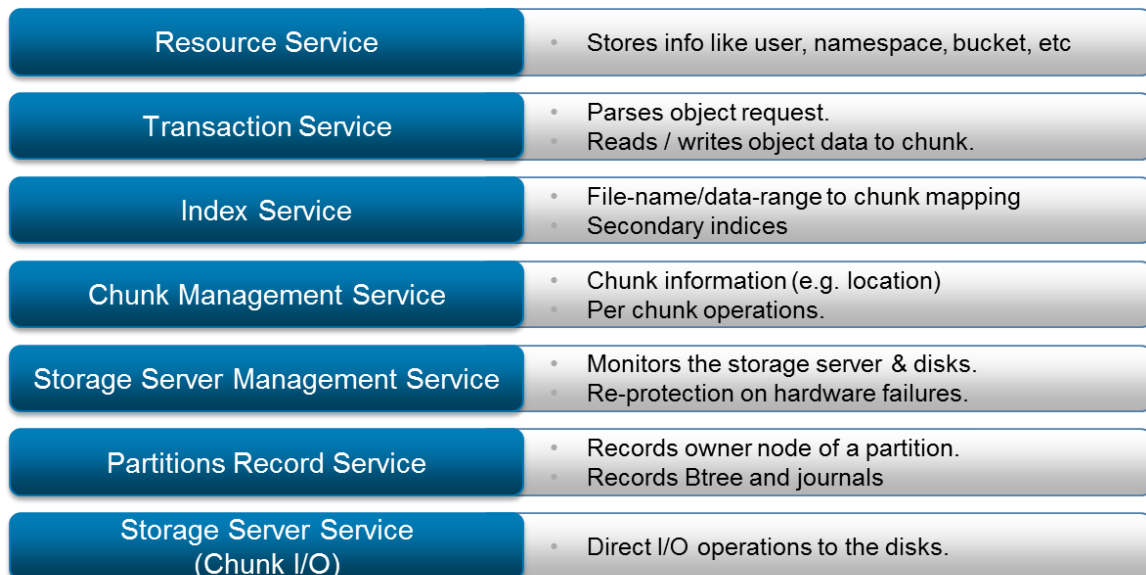 Resource Service
Stores info like user, namespace, bucket, etc
Transaction Service
Parses object request.
Reads / writes object data to chunk.
Index Service
File-name/data-range to chunk mapping
Secondary indices
Chunk Management Service
Chunk information (e.g. location)
Per chunk operations.
Storage Server Management Service
Monitors the storage server & disks.
Re-protection on hardware failures.
Partitions Record Service
Records owner node of a partition.
Records Btree and journals
Storage Server Service
(Chunk I/O)
Direct I/O operations to the disks.